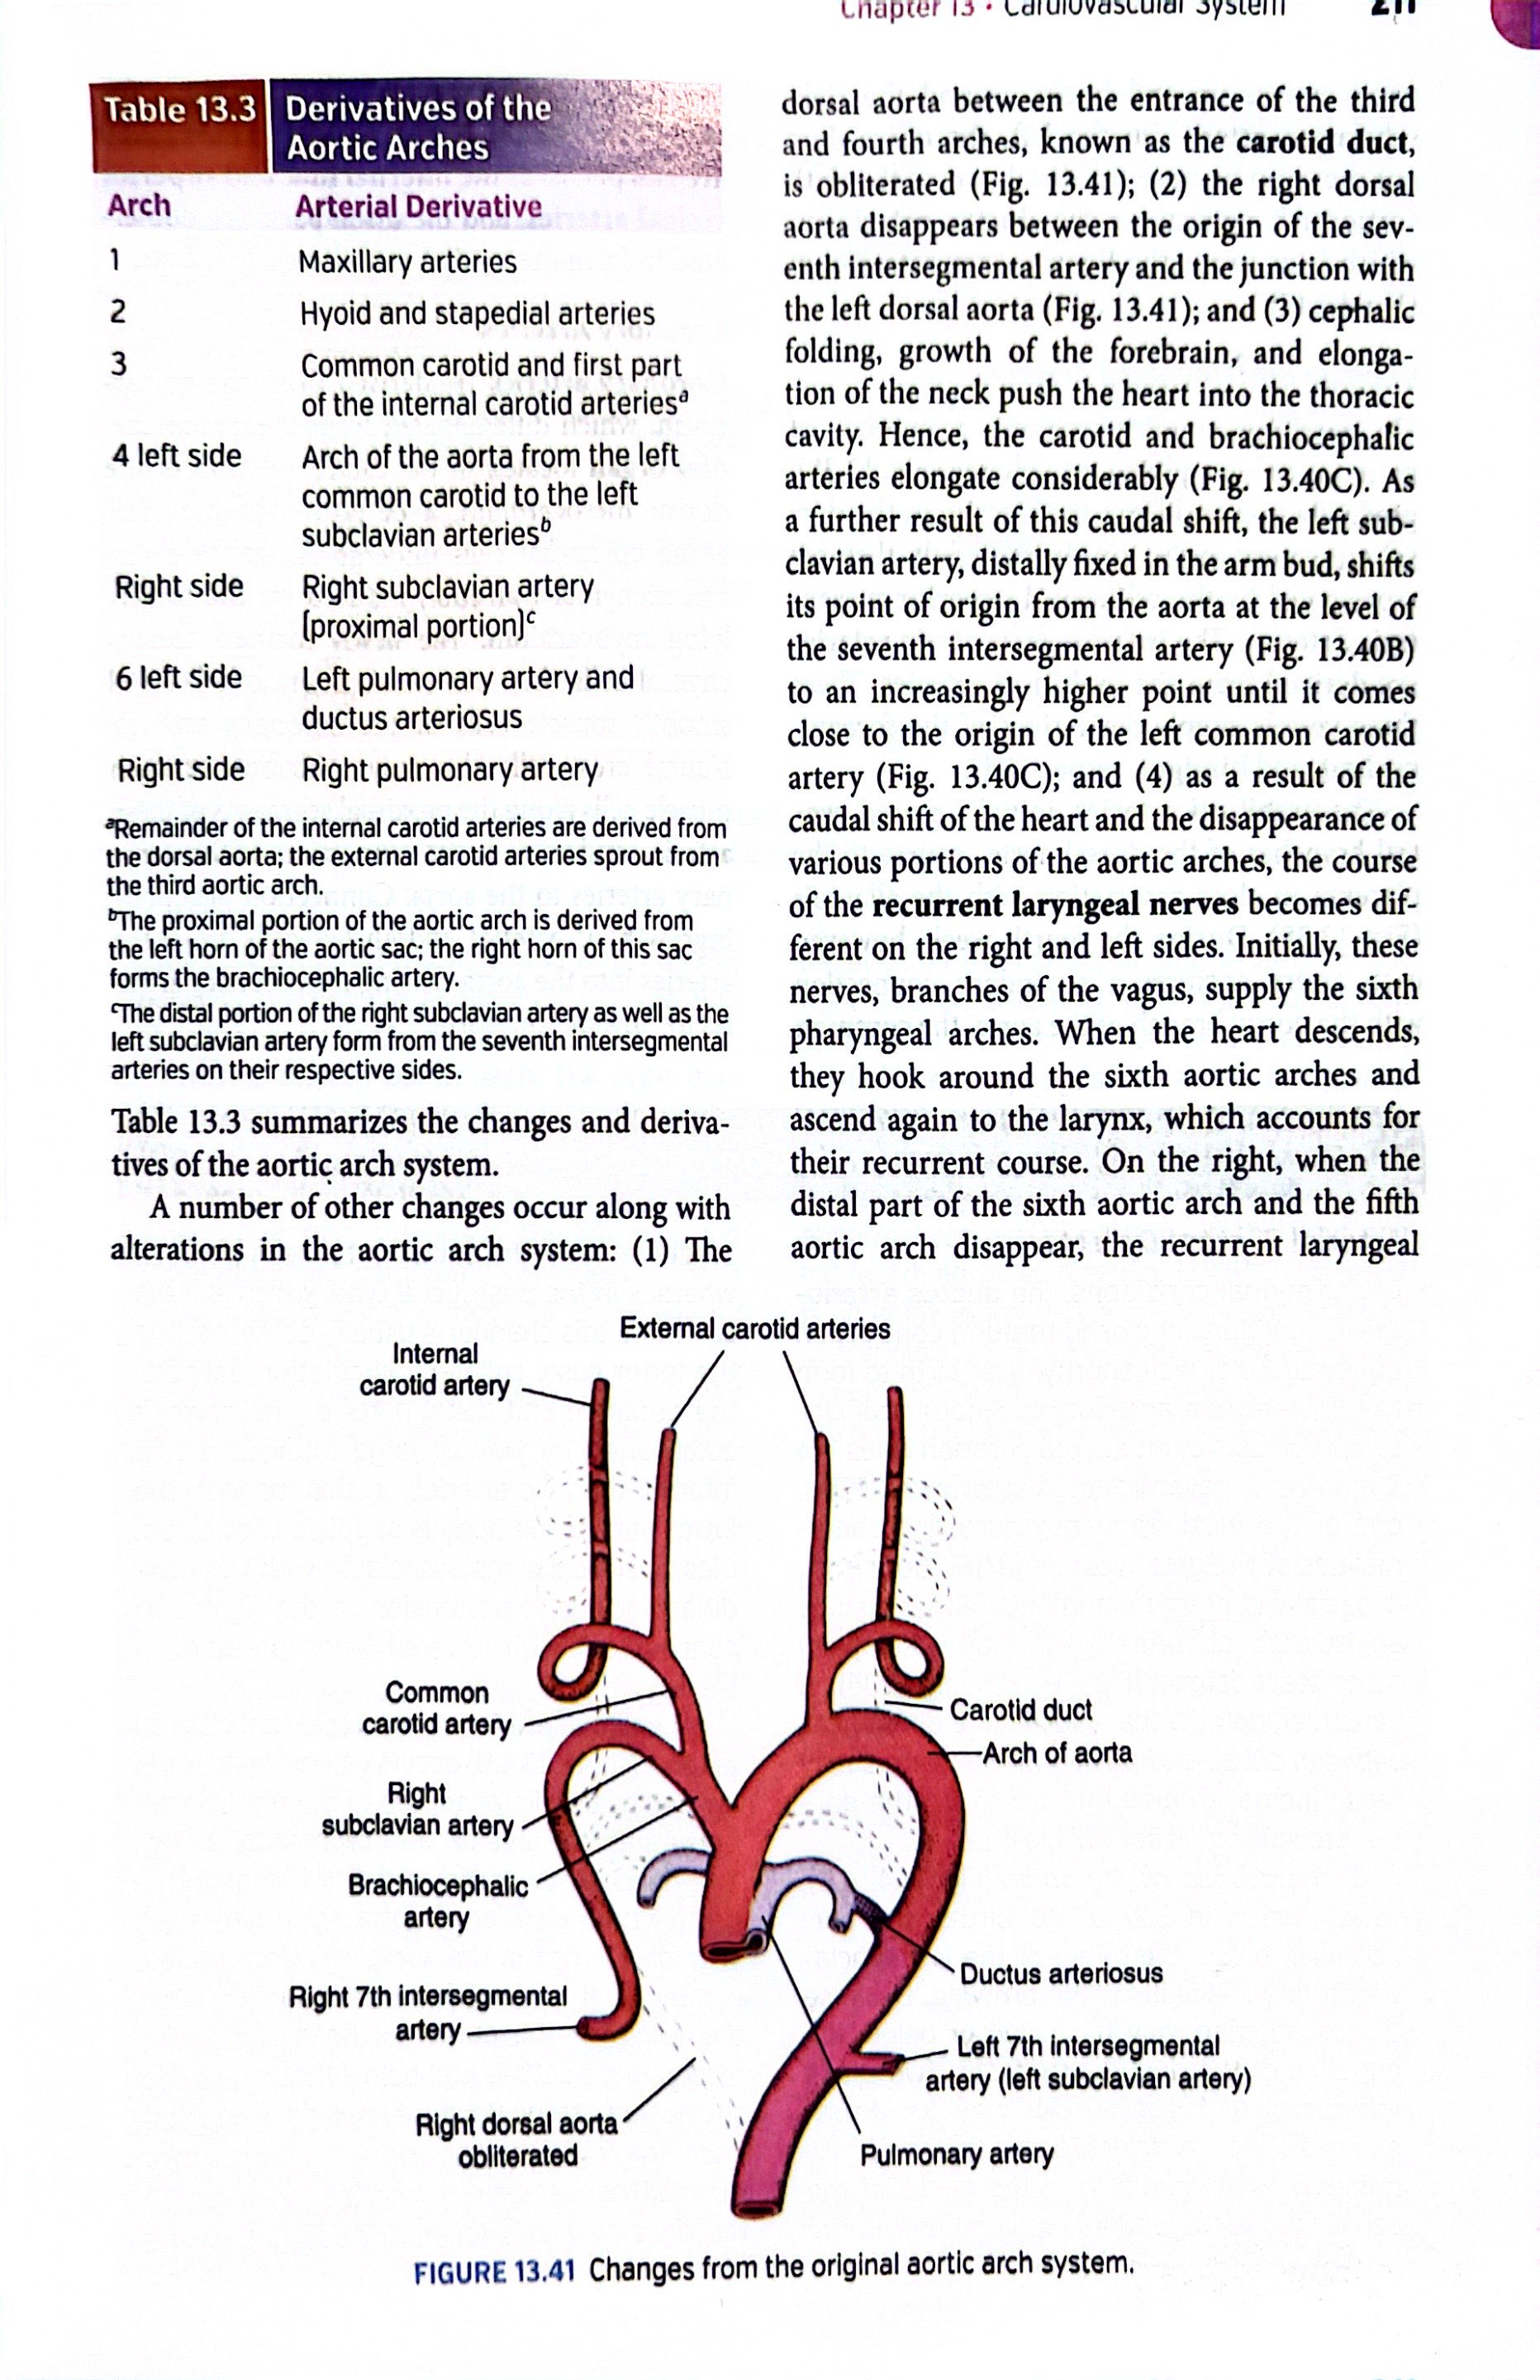 Chapter 13 • Cardiovascular System
Table 13.3
Derivatives of the
Aortic Arches
Arch
Arterial Derivative
1
Maxillary arteries
2
Hyoid and stapedial arteries
3
Common carotid and first part
of the internal carotid arteriesᵃ
4 left side
Arch of the aorta from the left
common carotid to the left
subclavian arteriesᵇ
Right side
Right subclavian artery
(proximal portion)ᶜ
6 left side
Left pulmonary artery and
ductus arteriosus
Right side
Right pulmonary artery
ᵃRemainder of the internal carotid arteries are derived from
the dorsal aorta; the external carotid arteries sprout from
the third aortic arch.
ᵇThe proximal portion of the aortic arch is derived from
the left horn of the aortic sac; the right horn of this sac
forms the brachiocephalic artery.
ᶜThe distal portion of the right subclavian artery as well as the
left subclavian artery form from the seventh intersegmental
arteries on their respective sides.
Table 13.3 summarizes the changes and deriva-
tives of the aortic arch system.
A number of other changes occur along with
alterations in the aortic arch system: (1) The
dorsal aorta between the entrance of the third
and fourth arches, known as the carotid duct,
is obliterated (Fig. 13.41); (2) the right dorsal
aorta disappears between the origin of the sev-
enth intersegmental artery and the junction with
the left dorsal aorta (Fig. 13.41); and (3) cephalic
folding, growth of the forebrain, and elonga-
tion of the neck push the heart into the thoracic
cavity. Hence, the carotid and brachiocephalic
arteries elongate considerably (Fig. 13.40C). As
a further result of this caudal shift, the left sub-
clavian artery, distally fixed in the arm bud, shifts
its point of origin from the aorta at the level of
the seventh intersegmental artery (Fig. 13.40B)
to an increasingly higher point until it comes
close to the origin of the left common carotid
artery (Fig. 13.40C); and (4) as a result of the
caudal shift of the heart and the disappearance of
various portions of the aortic arches, the course
of the recurrent laryngeal nerves becomes dif-
ferent on the right and left sides. Initially, these
nerves, branches of the vagus, supply the sixth
pharyngeal arches. When the heart descends,
they hook around the sixth aortic arches and
ascend again to the larynx, which accounts for
their recurrent course. On the right, when the
distal part of the sixth aortic arch and the fifth
aortic arch disappear, the recurrent laryngeal
External carotid arteries
Internal
carotid artery
Common
carotid artery
Carotid duct
Arch of aorta
Right
subclavian artery
Brachiocephalic
artery
Ductus arteriosus
Right 7th intersegmental
artery
Left 7th intersegmental
artery (left subclavian artery)
Right dorsal aorta
obliterated
Pulmonary artery
FIGURE 13.41 Changes from the original aortic arch system.